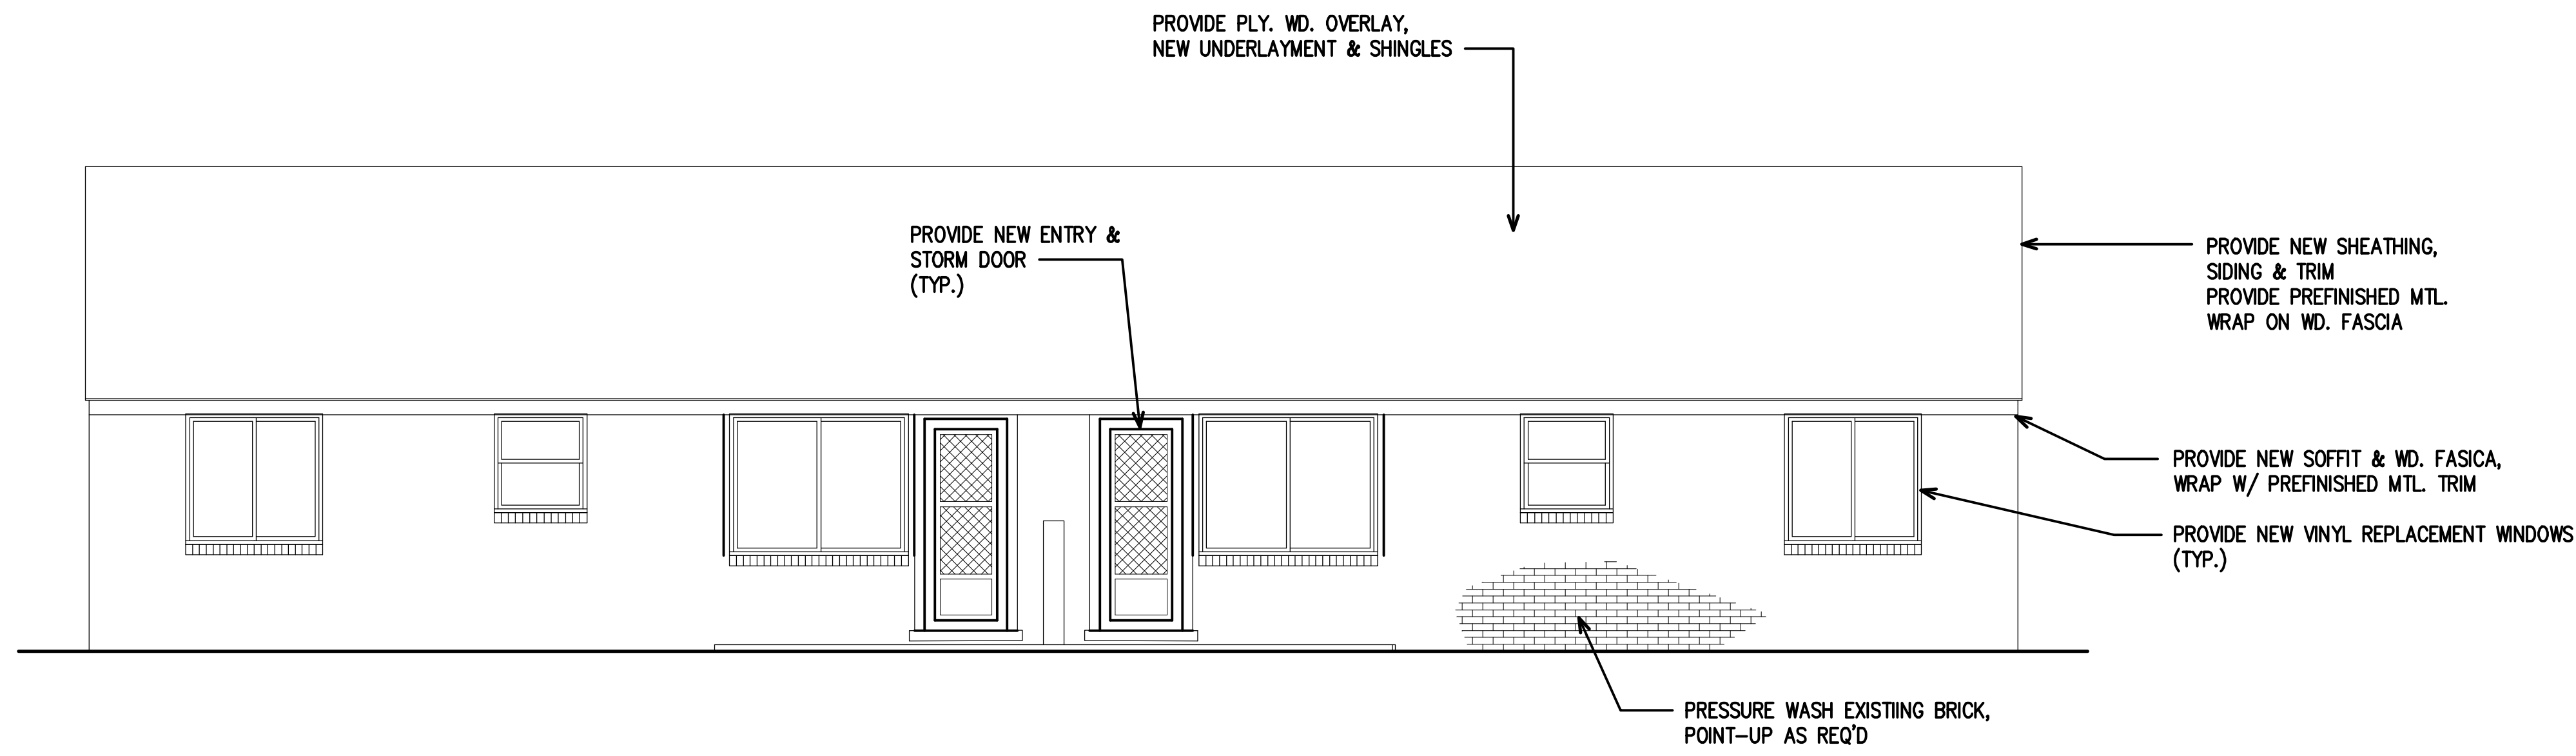 PROVIDE PLY. WD. OVERLAY,
NEW UNDERLAYMENT & SHINGLES
PROVIDE NEW ENTRY &
STORM DOOR
(TYP.)
PROVIDE NEW SHEATHING,
SIDING & TRIM
PROVIDE PREFINISHED MTL.
WRAP ON WD. FASCIA
PROVIDE NEW SOFFIT & WD. FASICA,
WRAP W/ PREFINISHED MTL. TRIM
PROVIDE NEW VINYL REPLACEMENT WINDOWS
(TYP.)
PRESSURE WASH EXISTIING BRICK,
POINT-UP AS REQ'D